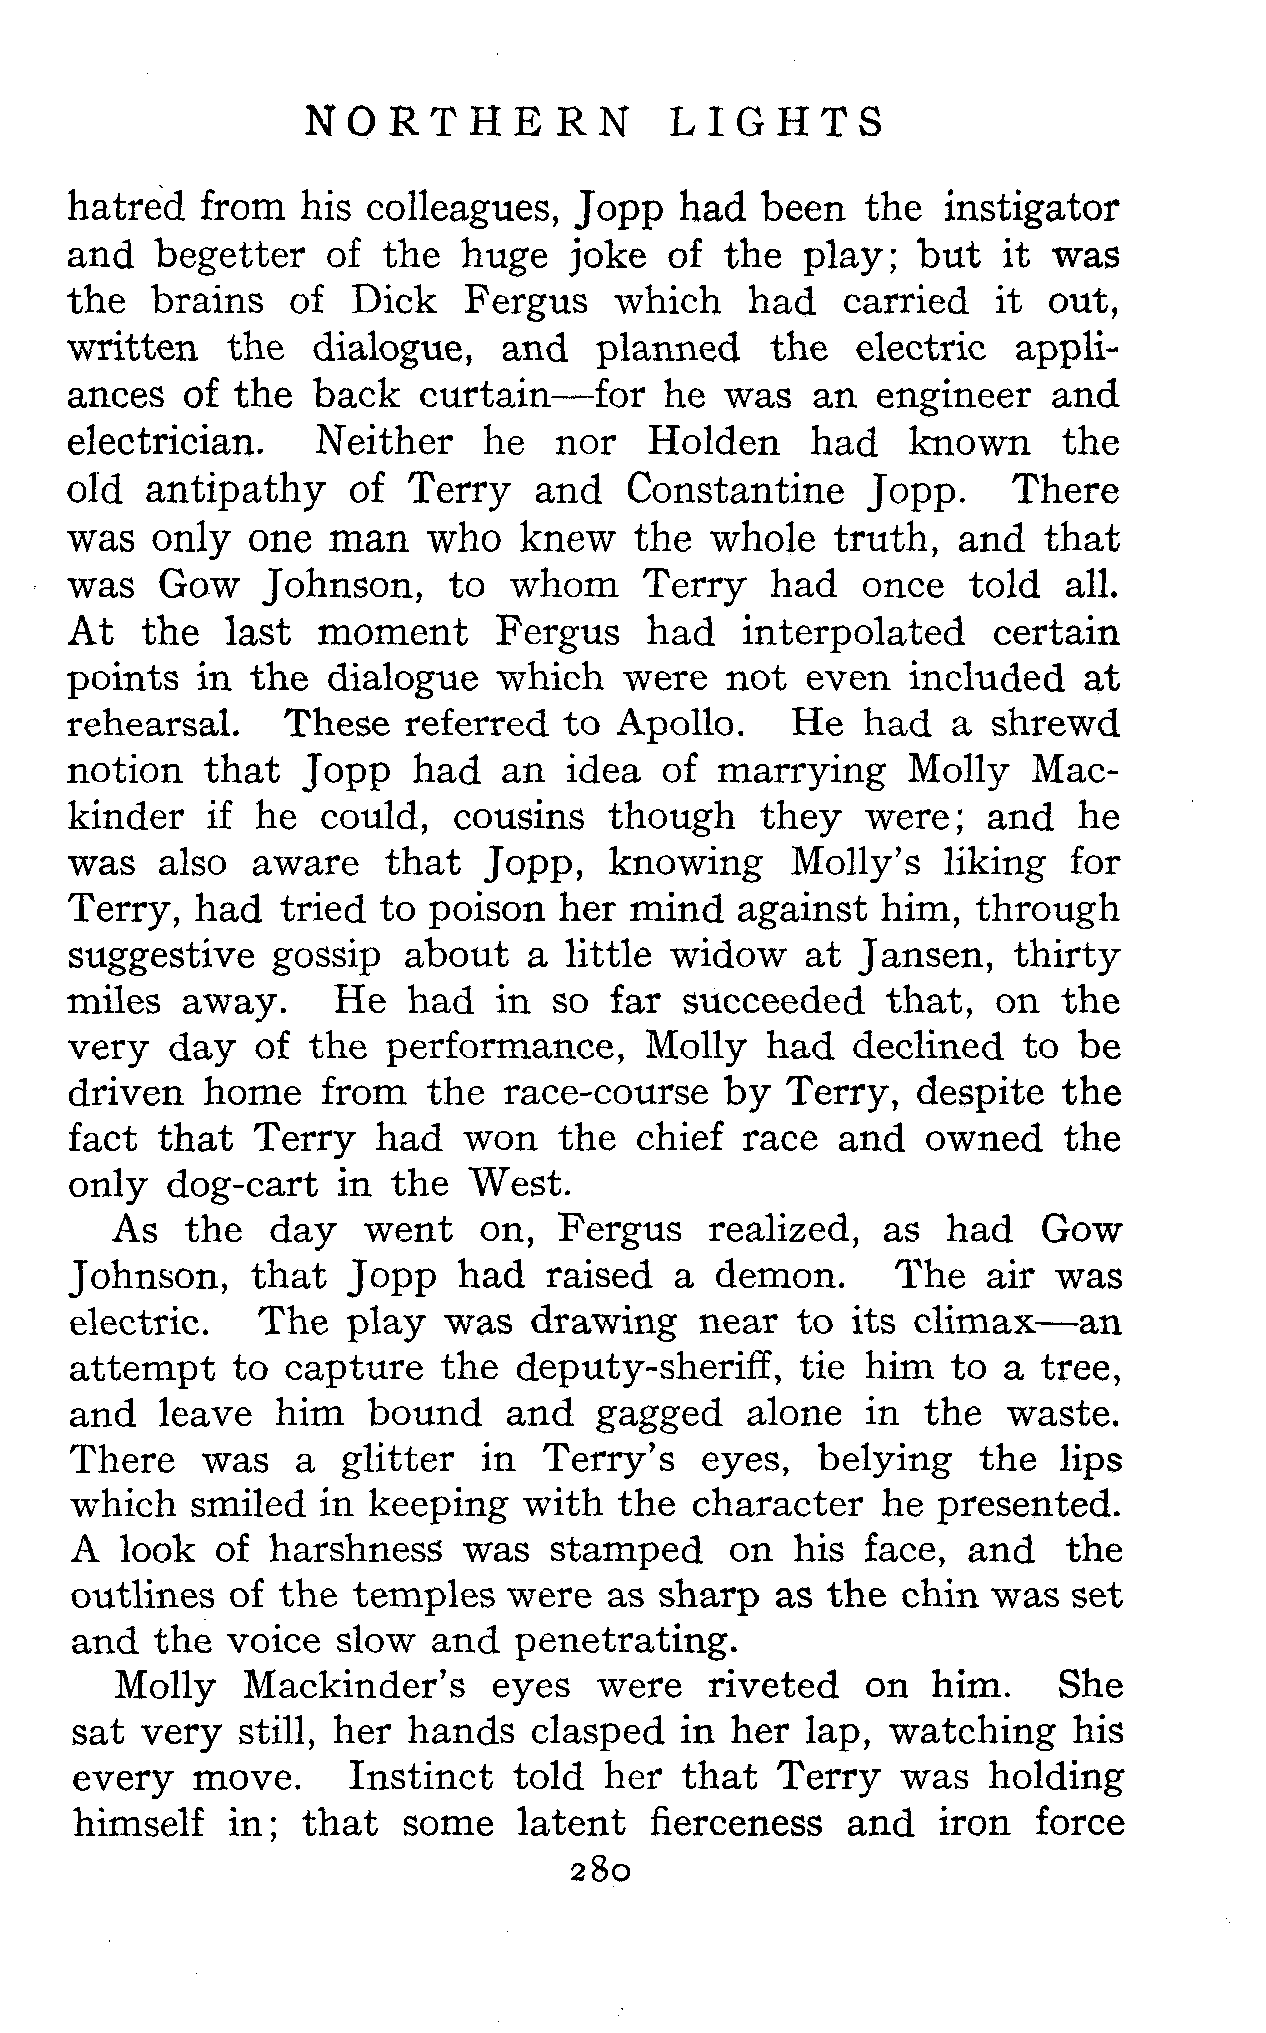 NORTHERN LIGHTS
hatred from his colleagues, Jopp had been the instigator
and begetter of the huge joke of the play; but it was
the brains of Dick Fergus which had carried it out,
written the dialogue, and planned the electric appli-
ances of the back curtain—for he was an engineer and
electrician. Neither he nor Holden had known the
old antipathy of Terry and Constantine Jopp. There
was only one man who knew the whole truth, and that
was Gow Johnson, to whom Terry had once told all.
At the last moment Fergus had interpolated certain
points in the dialogue which were not even included at
rehearsal. These referred to Apollo. He had a shrewd
notion that Jopp had an idea of marrying Molly Mac-
kinder if he could, cousins though they were; and he
was also aware that Jopp, knowing Molly's liking for
Terry, had tried to poison her mind against him, through
suggestive gossip about a little widow at Jansen, thirty
miles away. He had in so far succeeded that, on the
very day of the performance, Molly had declined to be
driven home from the race-course by Terry, despite the
fact that Terry had won the chief race and owned the
only dog-cart in the West.
As the day went on, Fergus realized, as had Gow
Johnson, that Jopp had raised a demon. The air was
electric. The play was drawing near to its climax—an
attempt to capture the deputy-sheriff, tie him to a tree,
and leave him bound and gagged alone in the waste.
There was a glitter in Terry's eyes, belying the lips
which smiled in keeping with the character he presented.
A look of harshness was stamped on his face, and the
outlines of the temples were as sharp as the chin was set
and the voice slow and penetrating.
Molly Mackinder's eyes were riveted on him. She
sat very still, her hands clasped in her lap, watching his
every move. Instinct told her that Terry was holding
himself in; that some latent fierceness and iron force
280